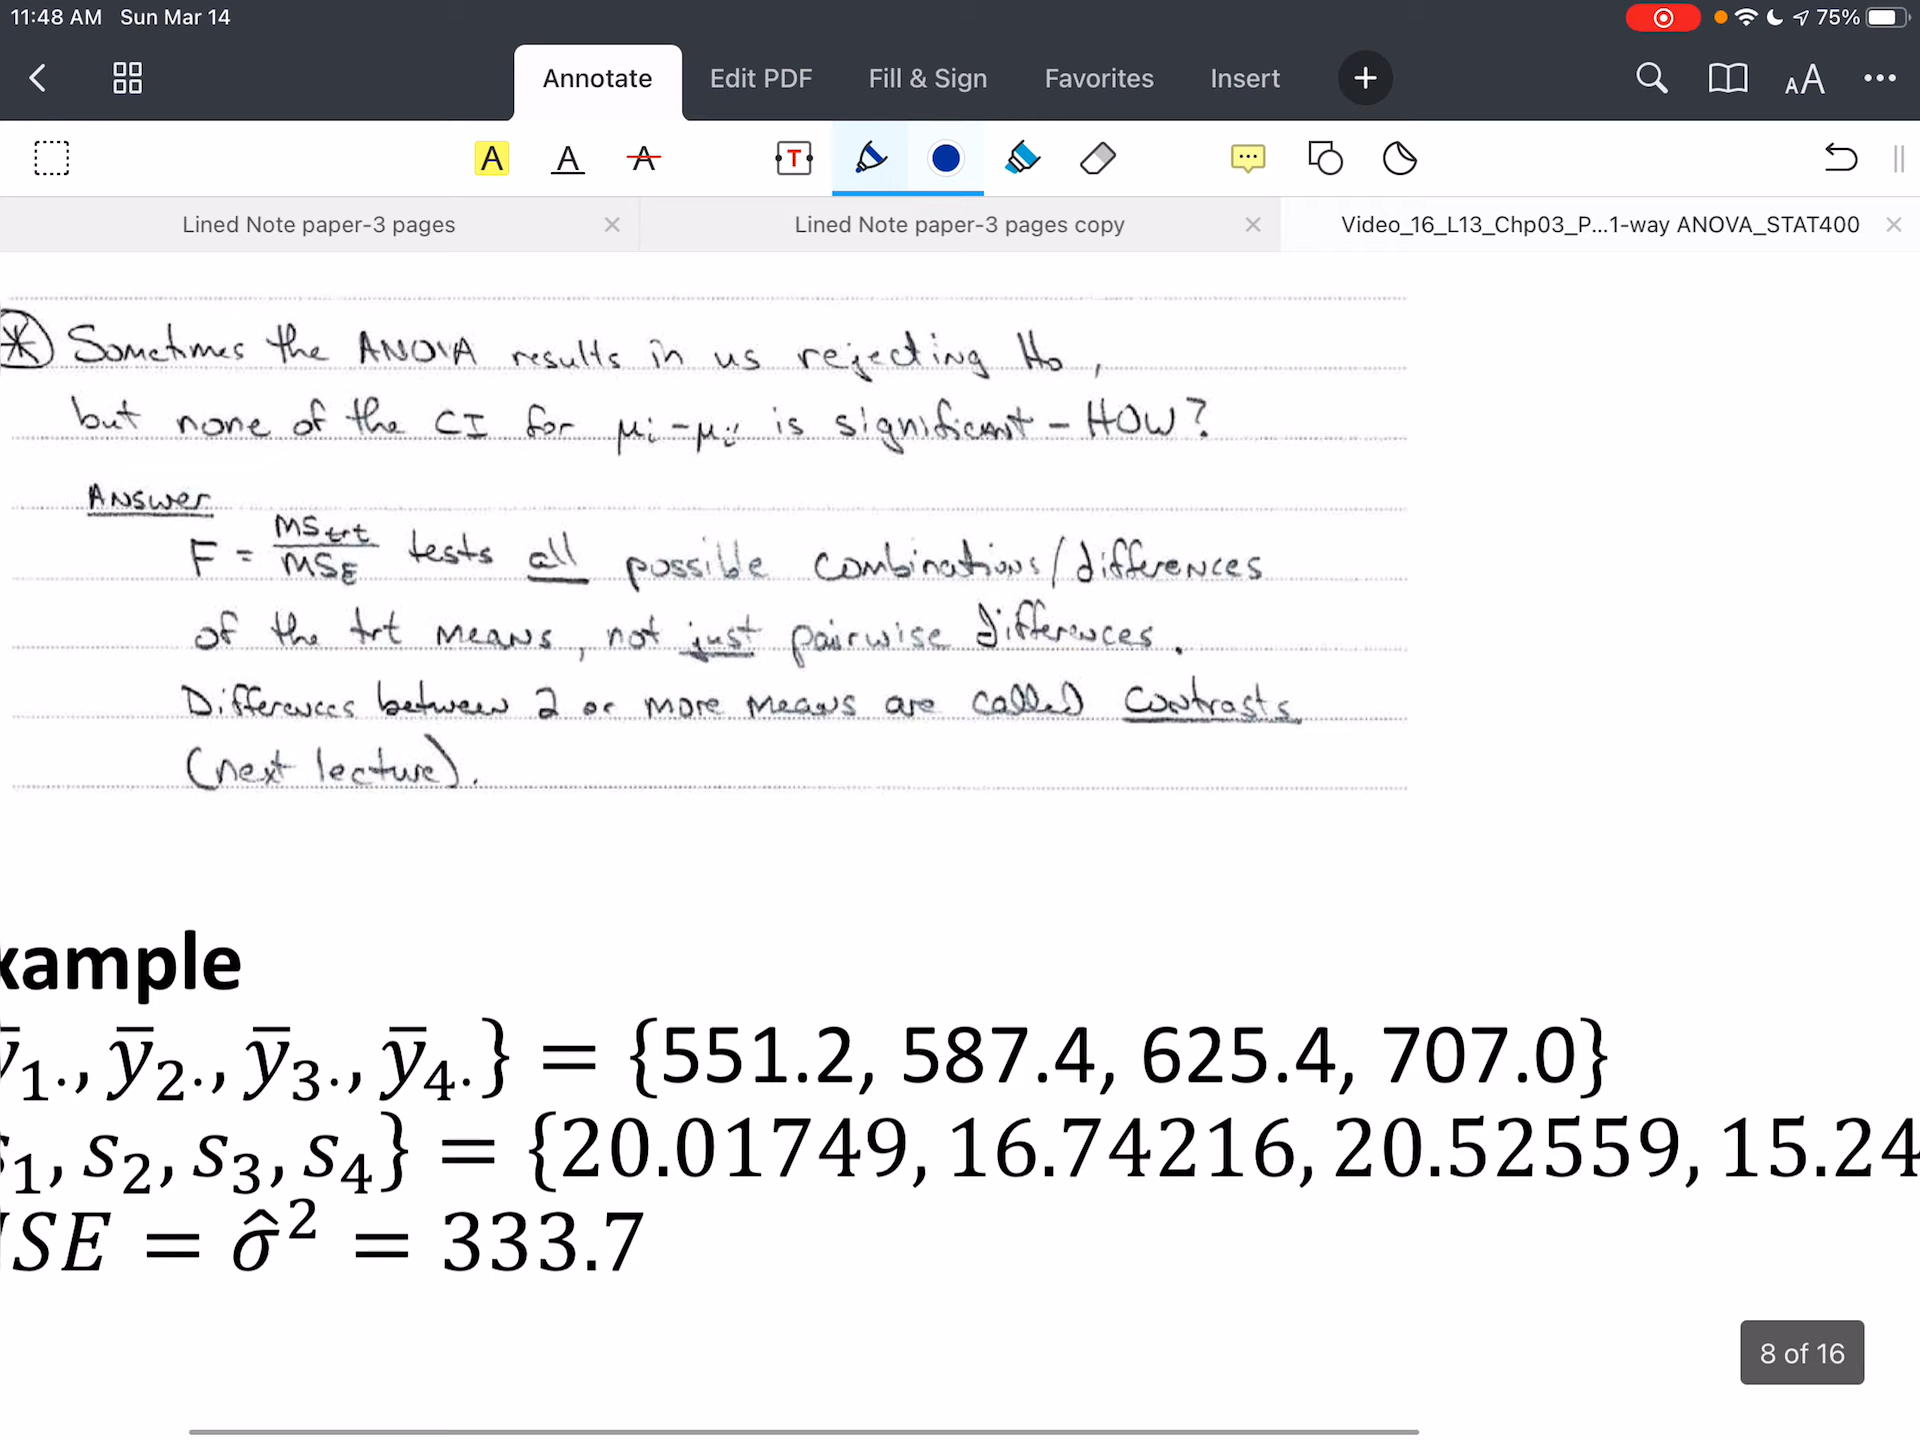 11:48 AM Sun Mar 14
75%
Annotate Edit PDF Fill & Sign Favorites Insert
AA
A A A T
Lined Note paper-3 pages
Lined Note paper-3 pages copy
Video_16_L13_Chp03_P...1-way ANOVA_STAT400
* Sometimes the ANOVA results in us rejecting H₀,
but none of the CI for μᵢ-μᵢ' is significant - HOW?
Answer
F = MStrt/MSE tests all possible combinations/differences
of the trt means, not just pairwise differences.
Differences between 2 or more means are called contrasts
(next lecture).
xample
y̅₁., y̅₂., y̅₃., y̅₄.} = {551.2, 587.4, 625.4, 707.0}
s₁, s₂, s₃, s₄} = {20.01749, 16.74216, 20.52559, 15.24
SE = σ̂² = 333.7
8 of 16